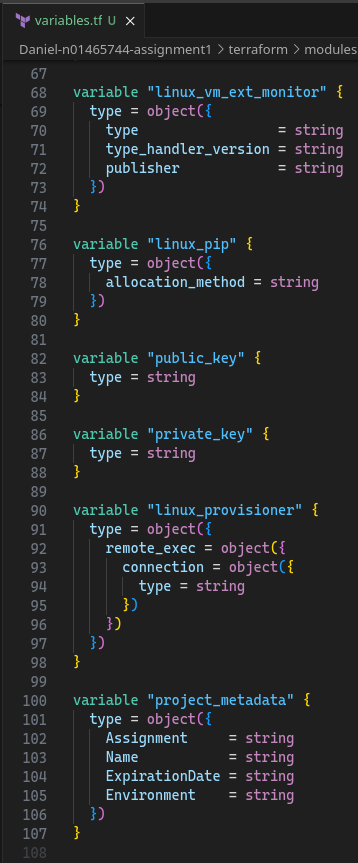 variables.tf U ×
Daniel-n01465744-assignment1 > terraform > modules
67
68 variable "linux_vm_ext_monitor" {
69   type = object({
70     type                 = string
71     type_handler_version = string
72     publisher            = string
73   })
74 }
75
76 variable "linux_pip" {
77   type = object({
78     allocation_method = string
79   })
80 }
81
82 variable "public_key" {
83   type = string
84 }
85
86 variable "private_key" {
87   type = string
88 }
89
90 variable "linux_provisioner" {
91   type = object({
92     remote_exec = object({
93       connection = object({
94         type = string
95       })
96     })
97   })
98 }
99
100 variable "project_metadata" {
101   type = object({
102     Assignment     = string
103     Name           = string
104     ExpirationDate = string
105     Environment    = string
106   })
107 }
108